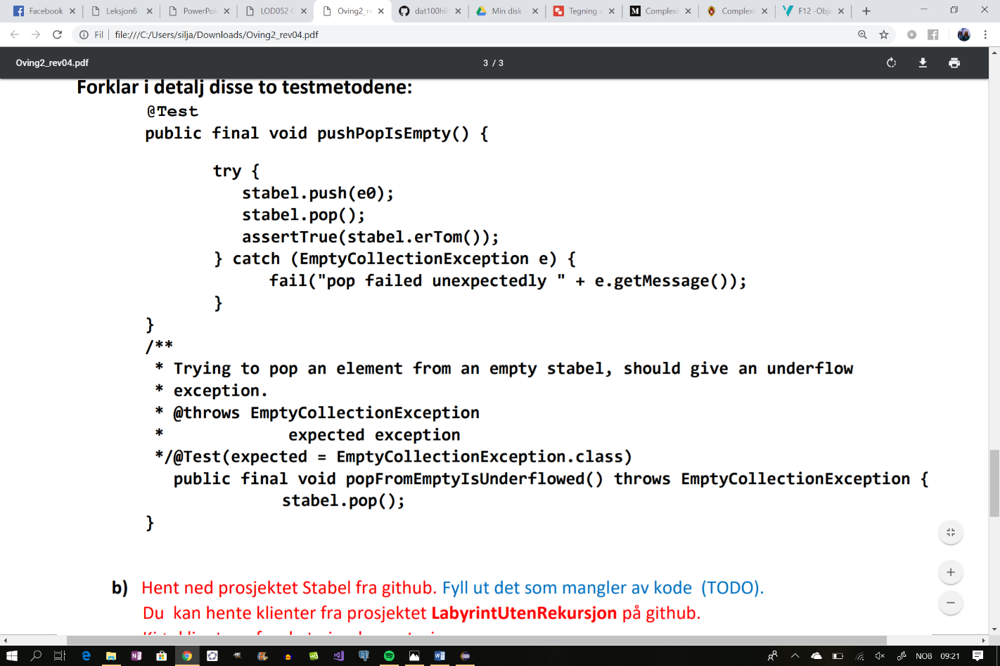 Facebook
Leksjon6
PowerPoin
LOD052
Oving2_re
dat100hi
Min disk
Tegning
Complexi
Complexi
F12 -Obje
Fil
file:///C:/Users/silja/Downloads/Oving2_rev04.pdf
Oving2_rev04.pdf
3 / 3
Forklar i detalj disse to testmetodene:
@Test
public final void pushPopIsEmpty() {
try {
stabel.push(e0);
stabel.pop();
assertTrue(stabel.erTom());
} catch (EmptyCollectionException e) {
fail("pop failed unexpectedly " + e.getMessage());
}
}
/**
* Trying to pop an element from an empty stabel, should give an underflow
* exception.
* @throws EmptyCollectionException
* expected exception
*/@Test(expected = EmptyCollectionException.class)
public final void popFromEmptyIsUnderflowed() throws EmptyCollectionException {
stabel.pop();
}
b) Hent ned prosjektet Stabel fra github. Fyll ut det som mangler av kode (TODO).
Du kan hente klienter fra prosjektet LabyrintUtenRekursjon på github.
NOB 09:21